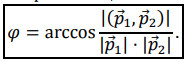 φ = arccos |(p⃗₁, p⃗₂)| / |p⃗₁| · |p⃗₂| .